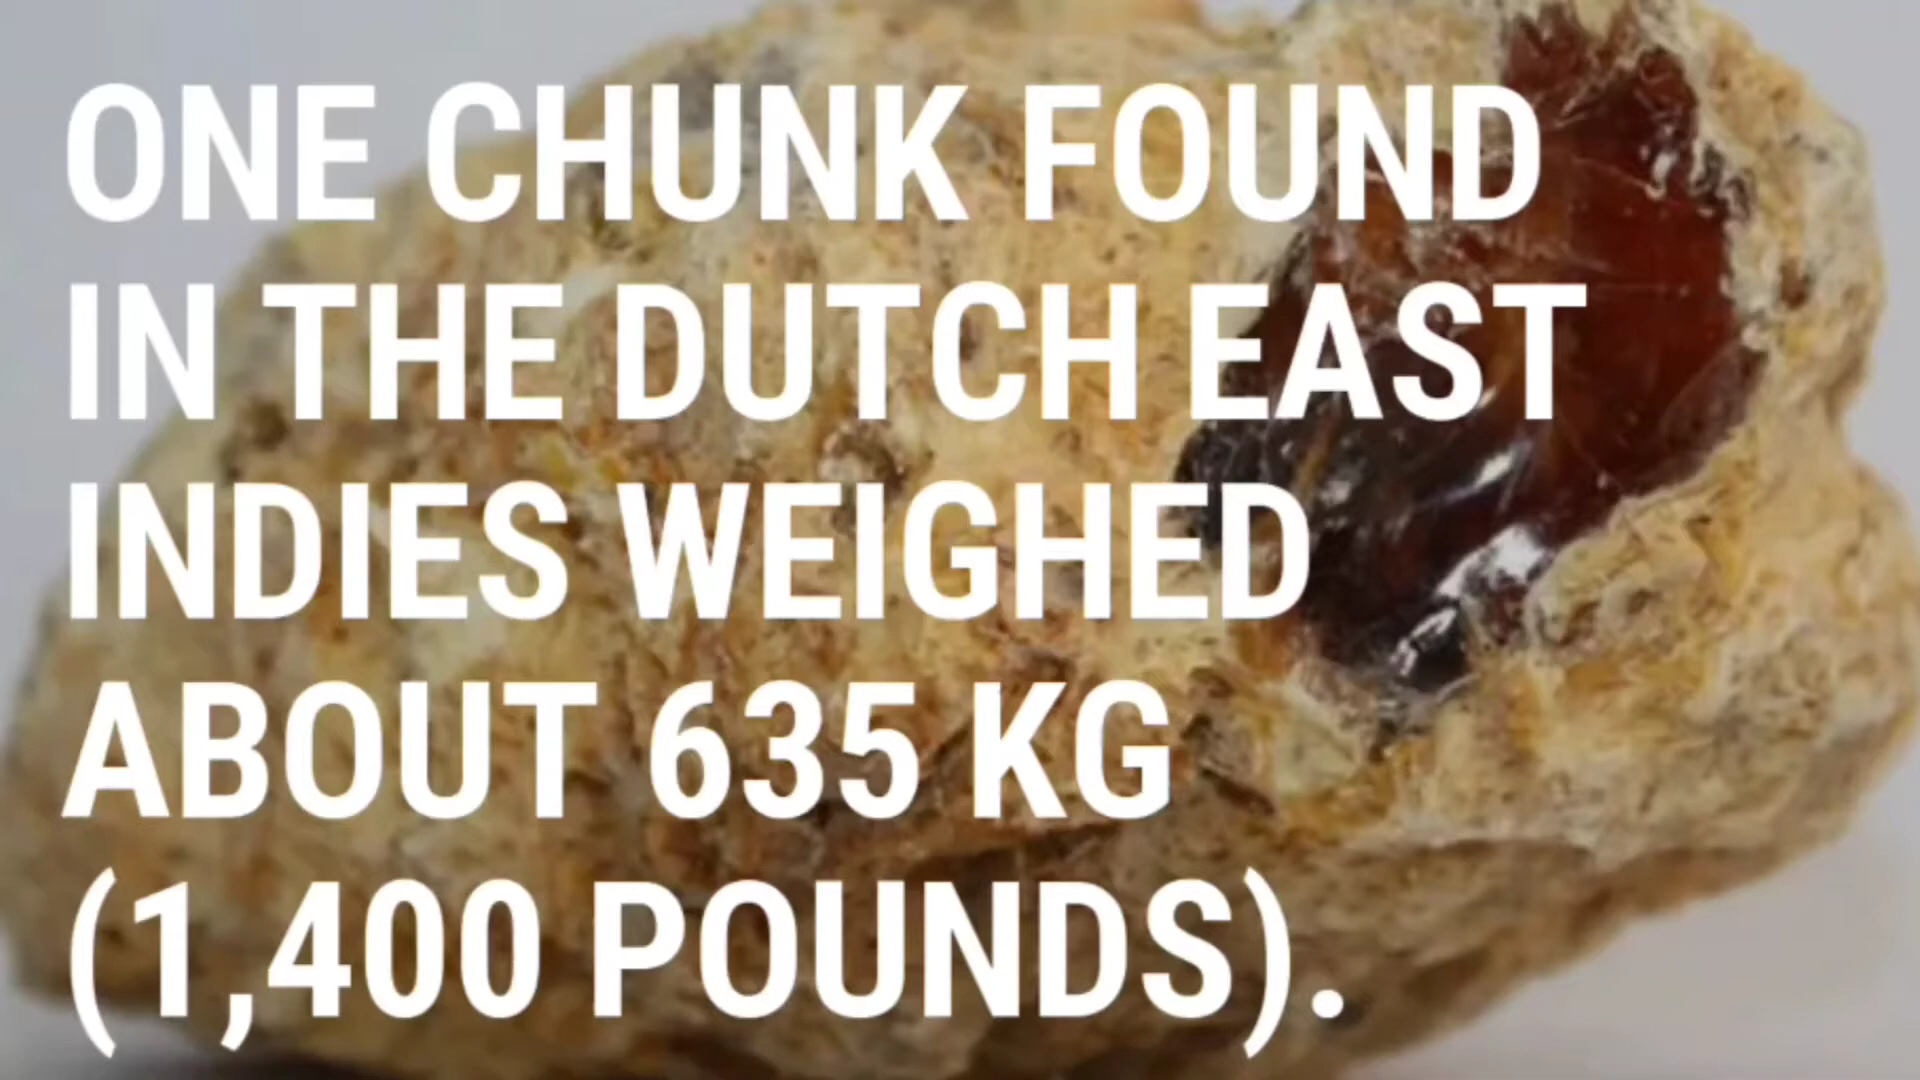 ONE CHUNK FOUND
IN THE DUTCH EAST
INDIES WEIGHED
ABOUT 635 KG
(1,400 POUNDS).